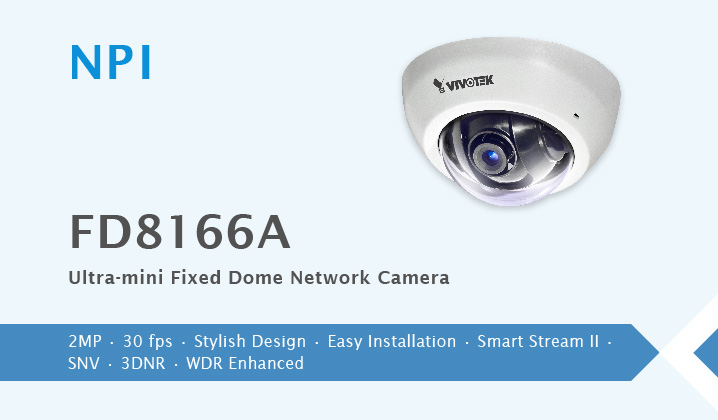 NPI
VIVOTEK
FD8166A
Ultra-mini Fixed Dome Network Camera
2MP · 30 fps · Stylish Design · Easy Installation · Smart Stream II ·
SNV · 3DNR · WDR Enhanced